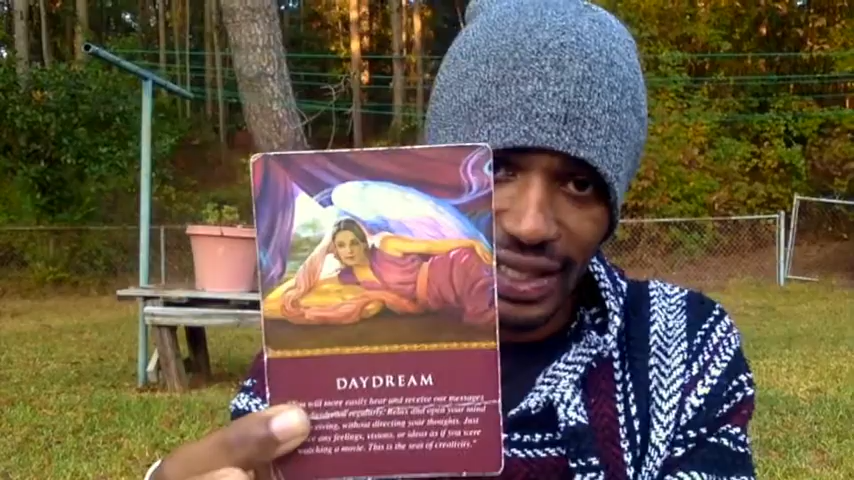 DAYDREAM
"You will more easily hear and receive our messages
daydream regularly. Relax and open your mind
receiving, without directing your thoughts. Just
any feelings, visions, or ideas as if you were
watching a movie. This is the seat of creativity."